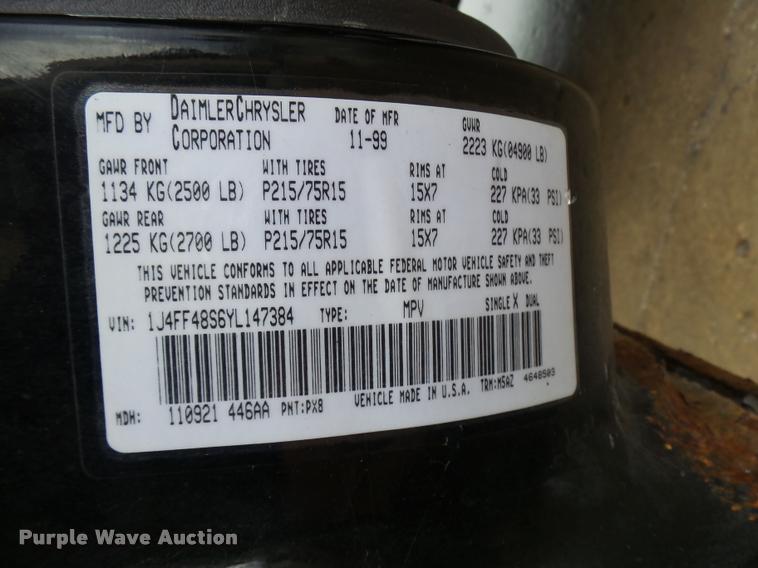 MFD BY DAIMLERCHRYSLER CORPORATION DATE OF MFR 11-99 GVWR 2223 KG(04900 LB)
GAWR FRONT WITH TIRES RIMS AT COLD
1134 KG(2500 LB) P215/75R15 15X7 227 KPA(33 PSI)
GAWR REAR WITH TIRES RIMS AT COLD
1225 KG(2700 LB) P215/75R15 15X7 227 KPA(33 PSI)
THIS VEHICLE CONFORMS TO ALL APPLICABLE FEDERAL MOTOR VEHICLE SAFETY AND THEFT
PREVENTION STANDARDS IN EFFECT ON THE DATE OF MANUFACTURE SHOWN ABOVE.
VIN: 1J4FF48S6YL147384 TYPE: MPV SINGLE X DUAL
MDH: 110921 446AA PNT:PX8 VEHICLE MADE IN U.S.A. TRM:MSAZ 4648503
Purple Wave Auction